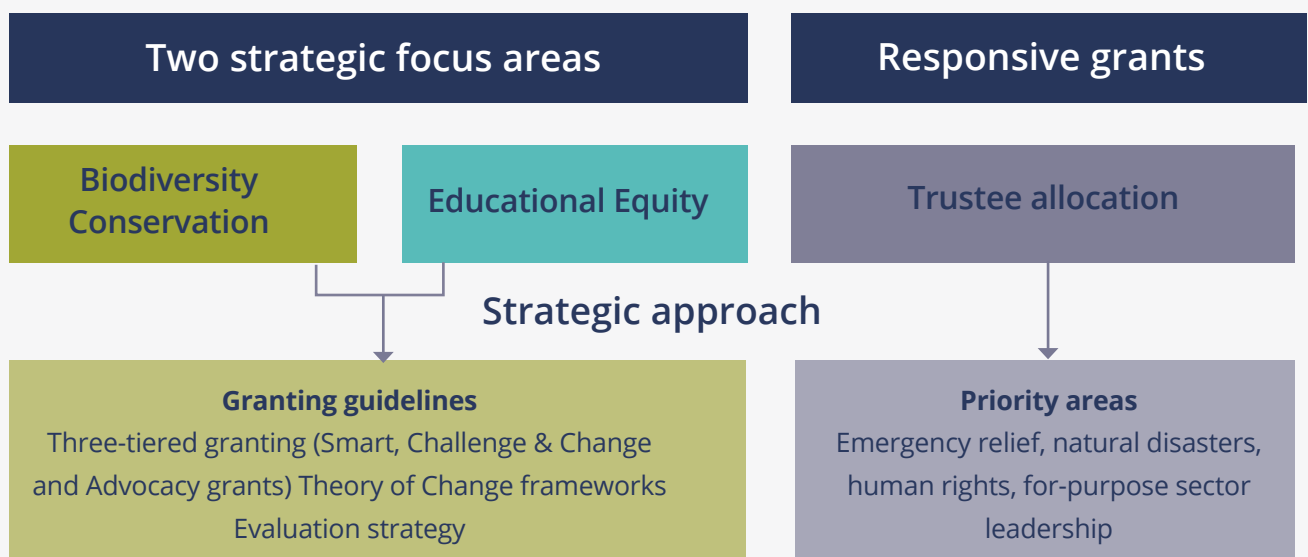 Two strategic focus areas
Responsive grants
Biodiversity
Conservation
Educational Equity
Trustee allocation
Strategic approach
Granting guidelines
Three-tiered granting (Smart, Challenge & Change
and Advocacy grants) Theory of Change frameworks
Evaluation strategy
Priority areas
Emergency relief, natural disasters,
human rights, for-purpose sector
leadership